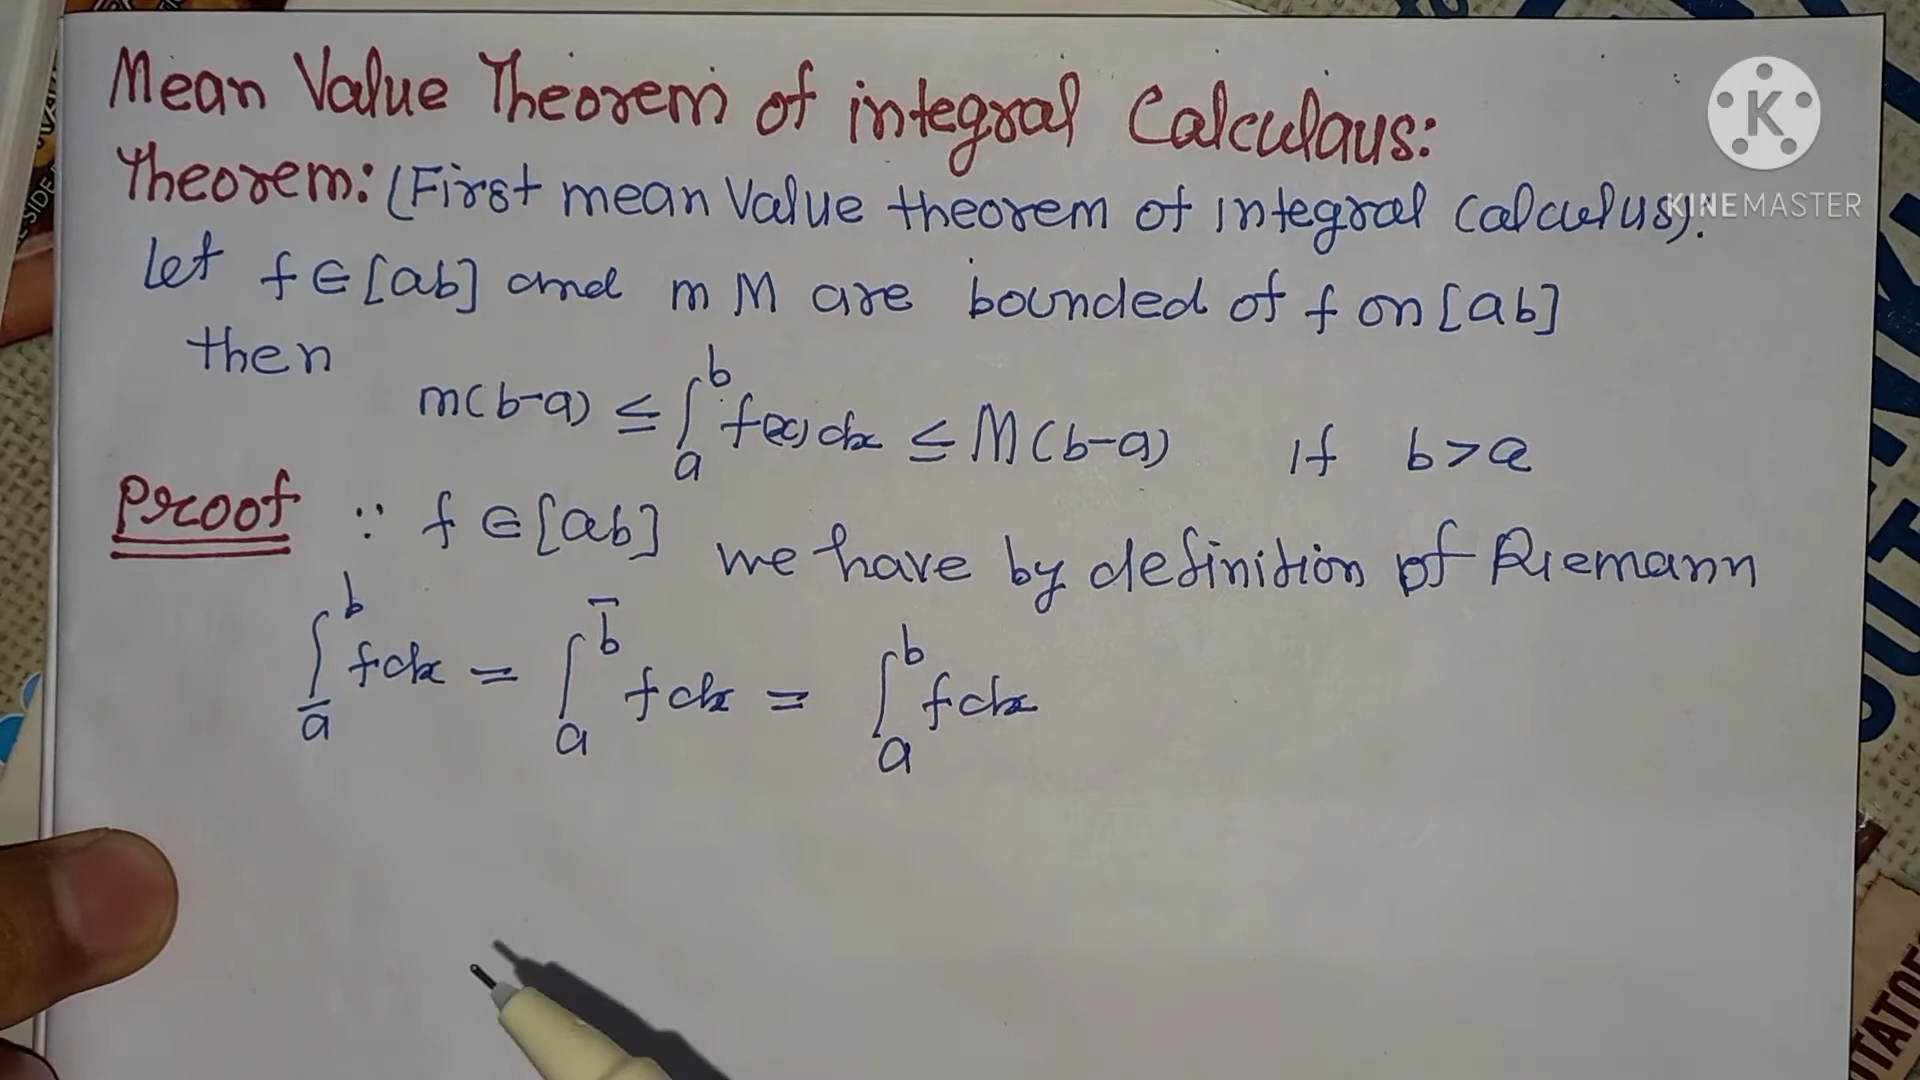 Mean Value Theorem of integral Calculaus:
Theorem: (First mean Value theorem of integral calculus).
Let f ∈ [ab] and m M are bounded of f on [ab]
then
m(b-a) ≤ ∫_a^b f(x) dx ≤ M(b-a) if b>a
Proof ∵ f ∈ [ab] we have by definition of Riemann
∫_a̅^b f dx = ∫_a^b̅ f dx = ∫_a^b f dx
K
KINEMASTER